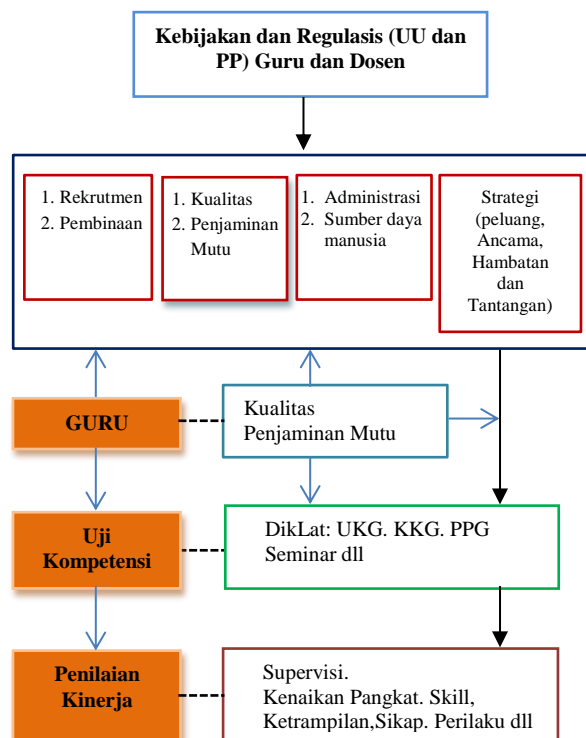 Kebijakan dan Regulasis (UU dan
PP) Guru dan Dosen
1. Rekrutmen
2. Pembinaan
1. Kualitas
2. Penjaminan
Mutu
1. Administrasi
2. Sumber daya
manusia
Strategi
(peluang,
Ancama,
Hambatan
dan
Tantangan)
GURU
Kualitas
Penjaminan Mutu
Uji
Kompetensi
DikLat: UKG. KKG. PPG
Seminar dll
Penilaian
Kinerja
Supervisi.
Kenaikan Pangkat. Skill,
Ketrampilan,Sikap. Perilaku dll